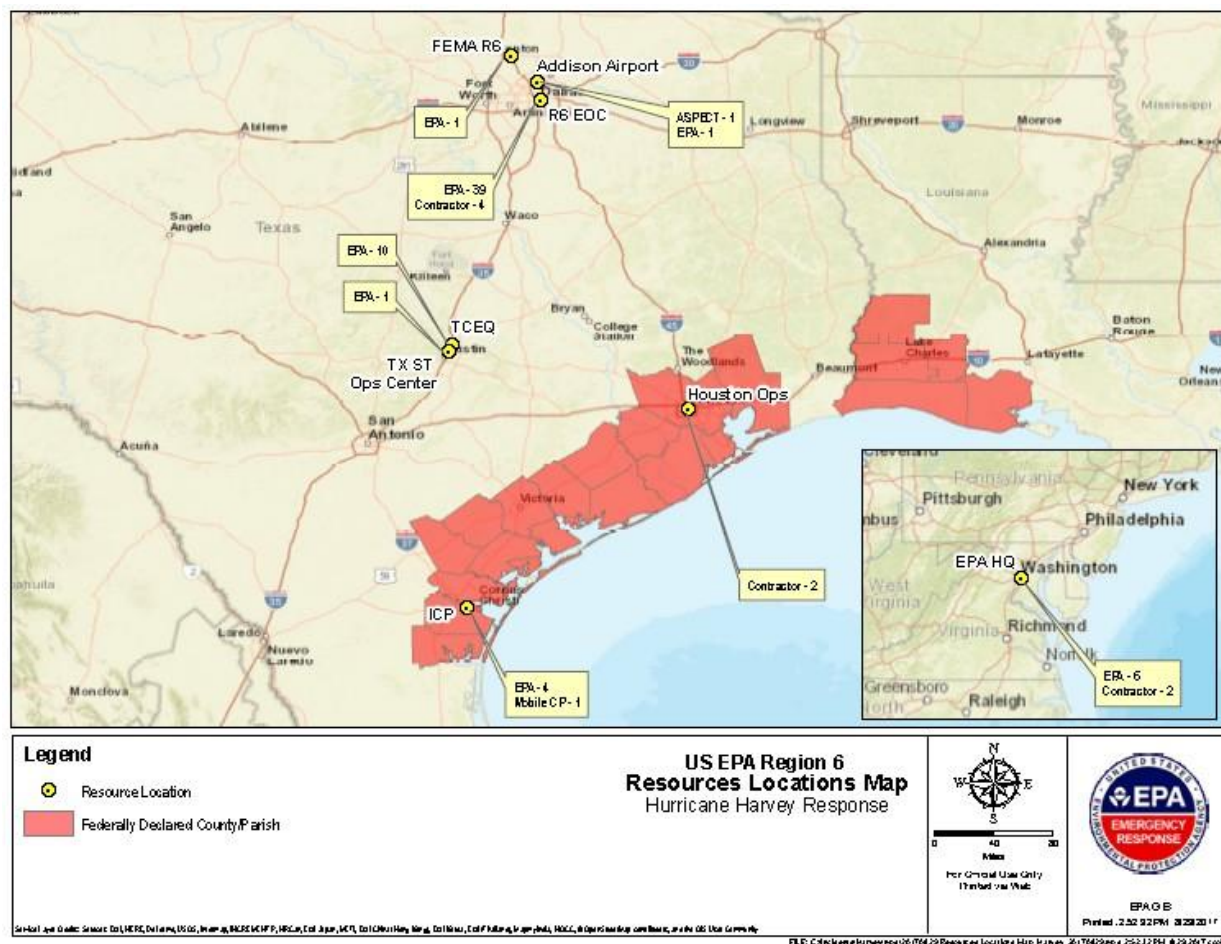 FEMA R6
Addison Airport
Fort
Worth
R6 EOC
EPA - 1
ASPECT - 1
EPA - 1
EPA - 39
Contractor - 4
Abilene
Longview
Shreveport
Monroe
Mississippi
Louisiana
San
Angelo
Texas
Waco
Alexandria
EPA - 10
Killeen
EPA - 1
Bryan
College
Station
TCEQ
TX ST
Ops Center
The
Woodlands
Beaumont
Lake
Charles
Lafayette
Baton
Rouge
New
Orleans
Houston Ops
San
Antonio
Acuña
Victoria
Contractor - 2
Corpus
Christi
ICP
Laredo
Nuevo
Laredo
Monclova
EPA - 4
Mobile CP - 1
Cleveland
Pennsylvania
New York
Pittsburgh
Philadelphia
EPA HQ
Washington
West
Virginia
Richmond
Virginia
Norfolk
Greensboro
Raleigh
EPA - 6
Contractor - 2
Legend
Resource Location
Federally Declared County/Parish
US EPA Region 6
Resources Locations Map
Hurricane Harvey Response
N
W E
S
0 40 80
Miles
For Official Use Only
Printed via Web
UNITED STATES
ENVIRONMENTAL PROTECTION AGENCY
EPA
EMERGENCY
RESPONSE